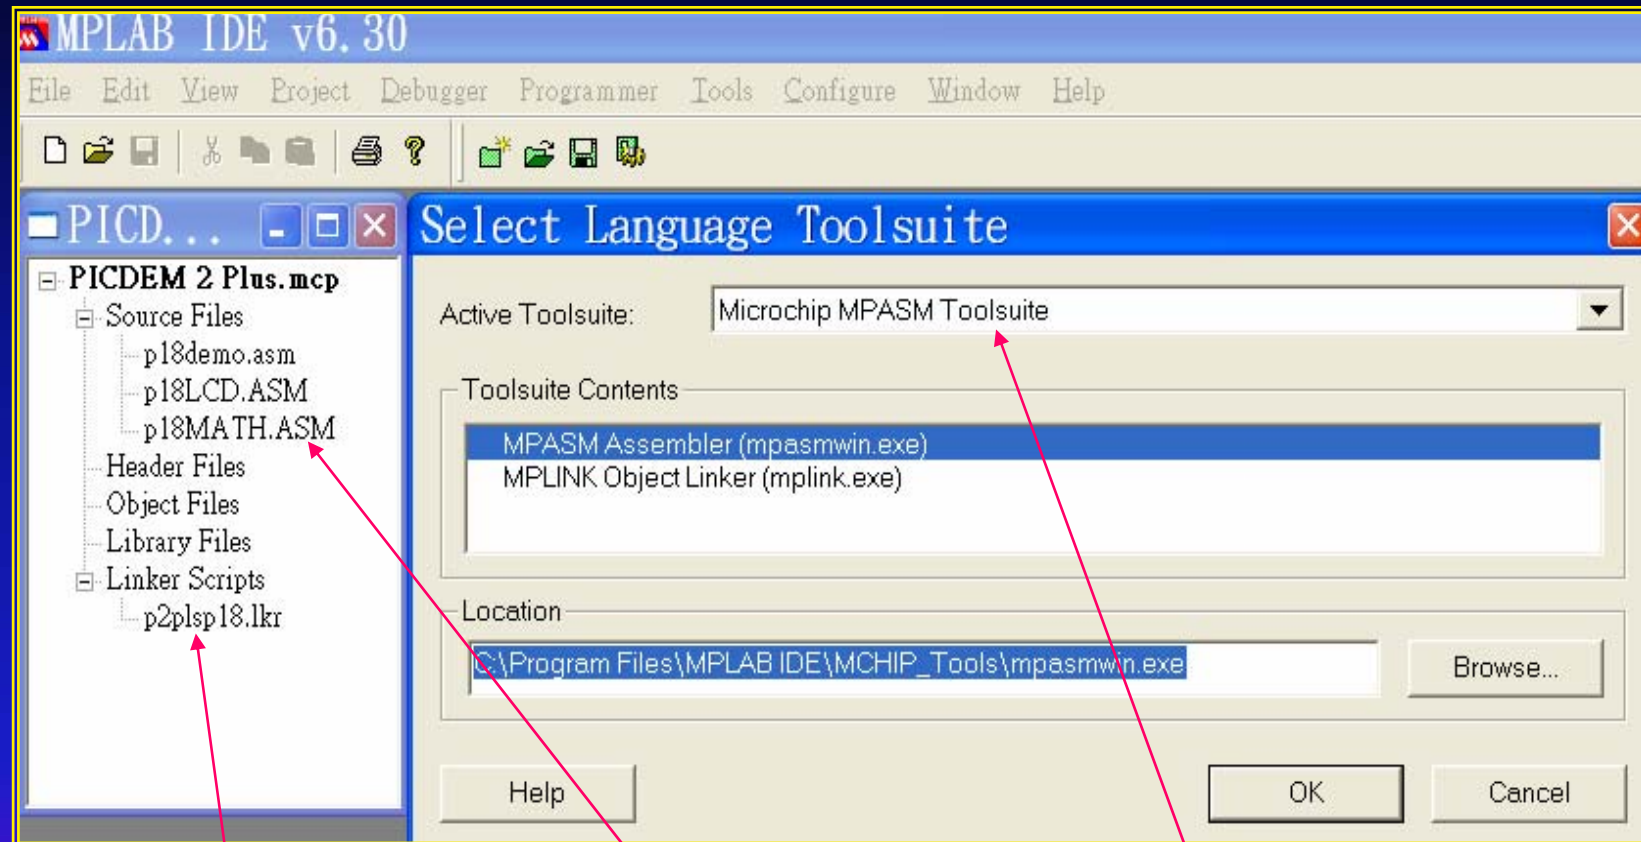 MPLAB IDE v6.30
File Edit View Project Debugger Programmer Tools Configure Window Help
PICD...
PICDEM 2 Plus.mcp
Source Files
p18demo.asm
p18LCD.ASM
p18MATH.ASM
Header Files
Object Files
Library Files
Linker Scripts
p2plsp18.lkr
Select Language Toolsuite
Active Toolsuite: Microchip MPASM Toolsuite
Toolsuite Contents
MPASM Assembler (mpasmwin.exe)
MPLINK Object Linker (mplink.exe)
Location
C:\Program Files\MPLAB IDE\MCHIP_Tools\mpasmwin.exe Browse...
Help OK Cancel